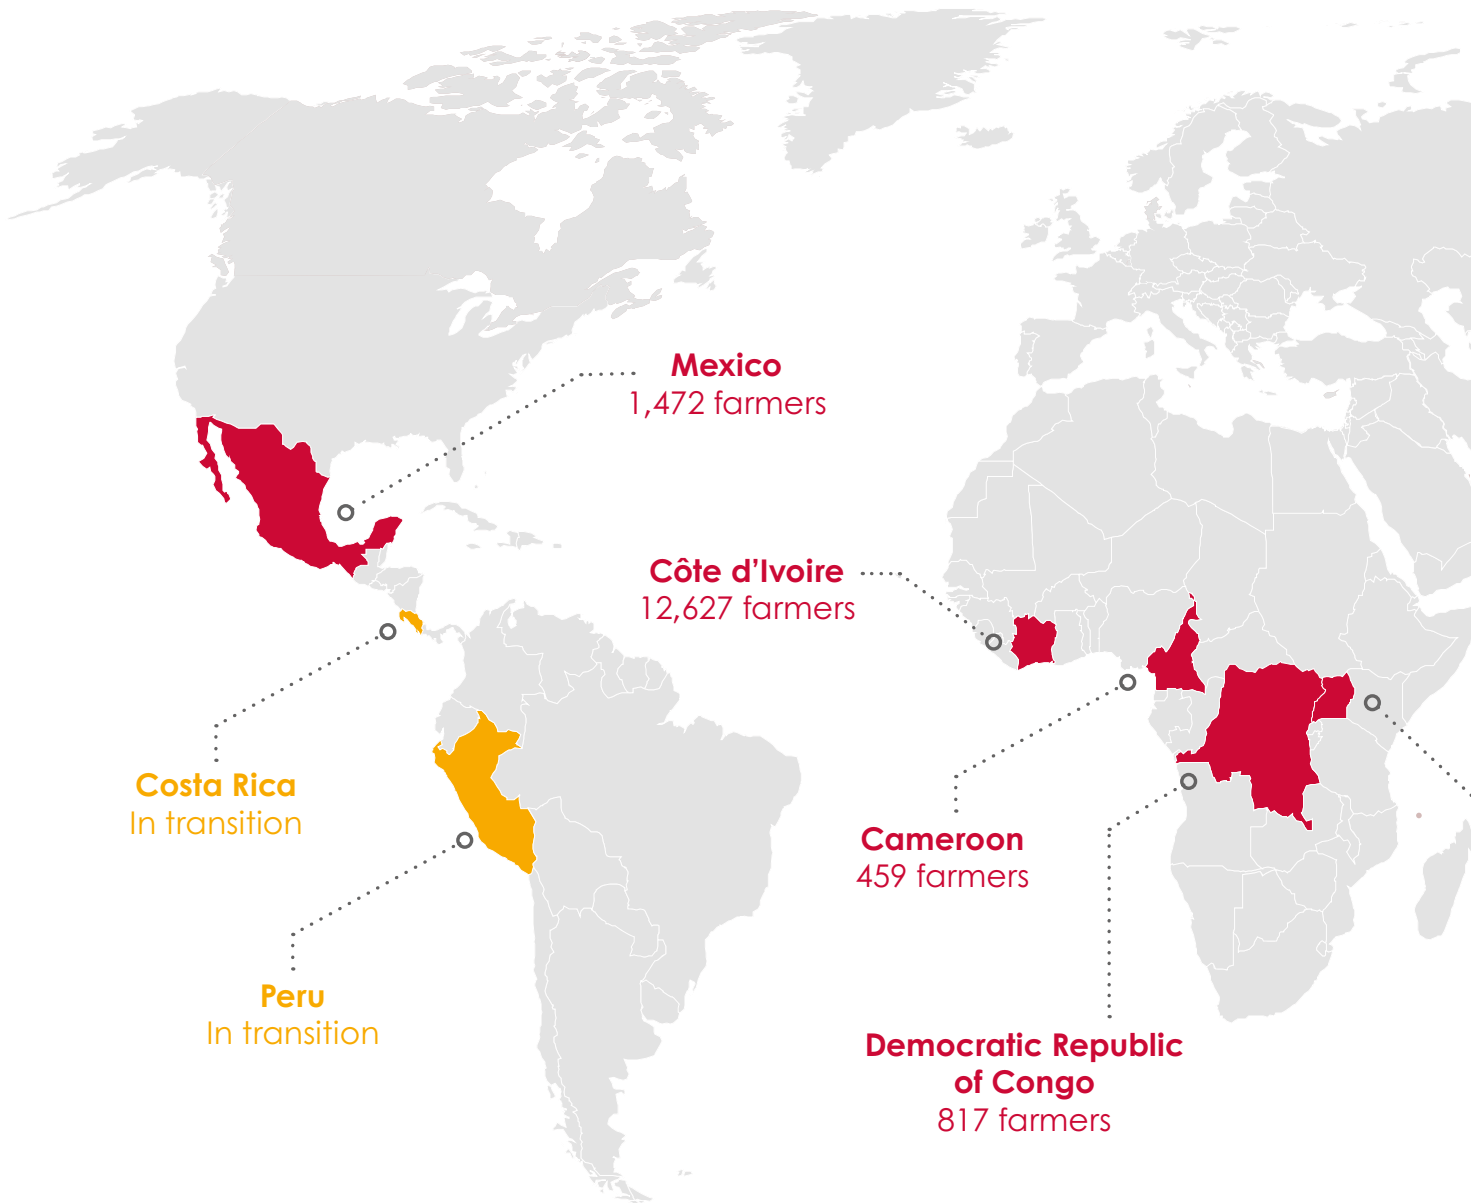 Mexico
1,472 farmers
Côte d’Ivoire
12,627 farmers
Costa Rica
In transition
Cameroon
459 farmers
Peru
In transition
Democratic Republic
of Congo
817 farmers